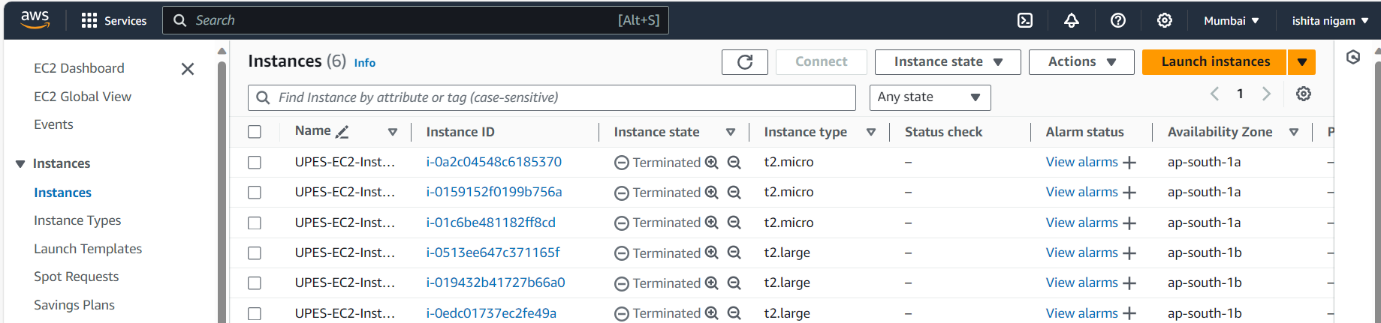 aws Services Search [Alt+S] Mumbai ishita nigam
EC2 Dashboard
EC2 Global View
Events
Instances
Instances
Instance Types
Launch Templates
Spot Requests
Savings Plans
Instances (6) Info Connect Instance state Actions Launch instances
Find Instance by attribute or tag (case-sensitive) Any state 1
Name Instance ID Instance state Instance type Status check Alarm status Availability Zone P
UPES-EC2-Inst... i-0a2c04548c6185370 Terminated t2.micro – View alarms + ap-south-1a –
UPES-EC2-Inst... i-0159152f0199b756a Terminated t2.micro – View alarms + ap-south-1a –
UPES-EC2-Inst... i-01c6be481182ff8cd Terminated t2.micro – View alarms + ap-south-1a –
UPES-EC2-Inst... i-0513ee647c371165f Terminated t2.large – View alarms + ap-south-1b –
UPES-EC2-Inst... i-019432b41727b66a0 Terminated t2.large – View alarms + ap-south-1b –
UPES-EC2-Inst... i-0edc01737ec2fe49a Terminated t2.large – View alarms + ap-south-1b –